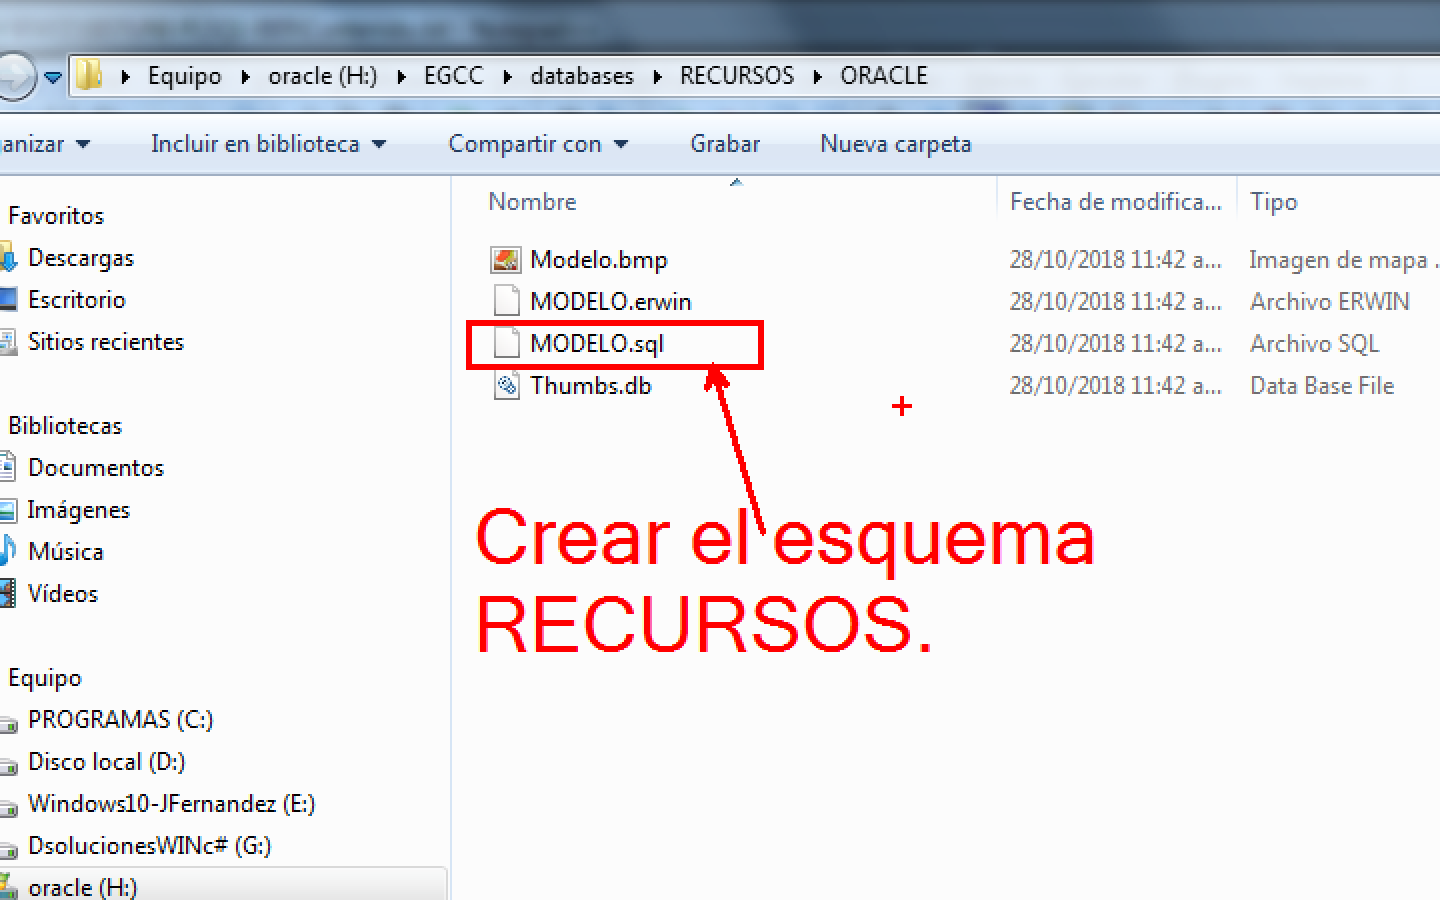 Equipo oracle (H:) EGCC databases RECURSOS ORACLE
anizar Incluir en biblioteca Compartir con Grabar Nueva carpeta
Favoritos
Descargas
Escritorio
Sitios recientes
Bibliotecas
Documentos
Imágenes
Música
Vídeos
Equipo
PROGRAMAS (C:)
Disco local (D:)
Windows10-JFernandez (E:)
DsolucionesWINc# (G:)
oracle (H:)
Nombre Fecha de modifica... Tipo
Modelo.bmp 28/10/2018 11:42 a... Imagen de mapa .
MODELO.erwin 28/10/2018 11:42 a... Archivo ERWIN
MODELO.sql 28/10/2018 11:42 a... Archivo SQL
Thumbs.db 28/10/2018 11:42 a... Data Base File
Crear el esquema
RECURSOS.